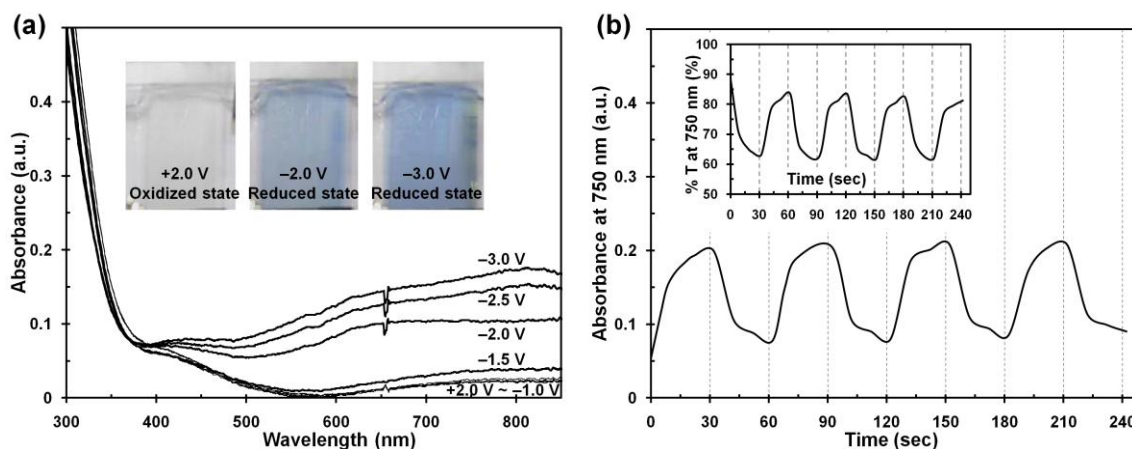 (a)
Absorbance (a.u.)
0.4
0.3
0.2
0.1
0
+2.0 V
Oxidized state
–2.0 V
Reduced state
–3.0 V
Reduced state
–3.0 V
–2.5 V
–2.0 V
–1.5 V
+2.0 V ~ –1.0 V
300 400 500 600 700 800
Wavelength (nm)
(b)
Absorbance at 750 nm (a.u.)
0.5
0.4
0.3
0.2
0.1
0
% T at 750 nm (%)
100
90
80
70
60
50
Time (sec)
0 30 60 90 120 150 180 210 240
0 30 60 90 120 150 180 210 240
Time (sec)